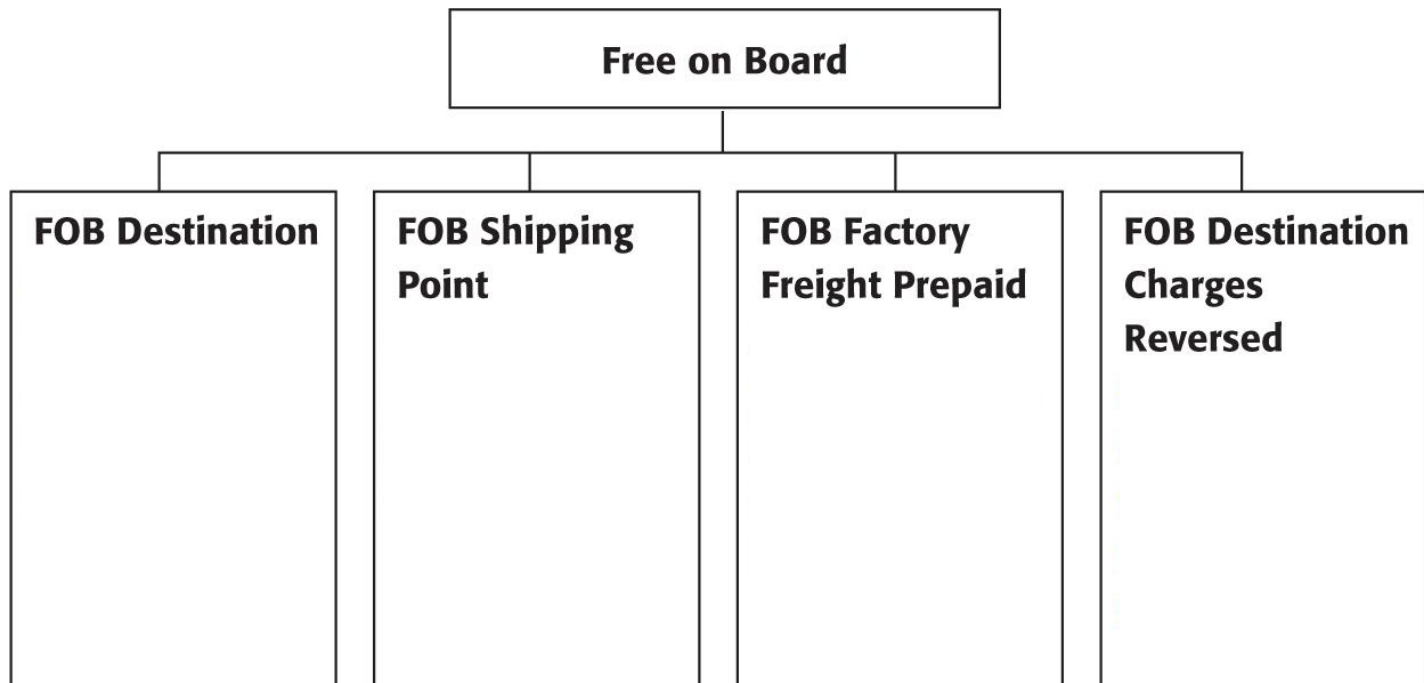 Free on Board
FOB Destination
FOB Shipping
Point
FOB Factory
Freight Prepaid
FOB Destination
Charges
Reversed